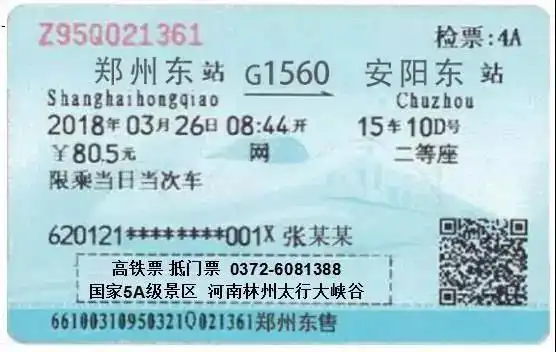 Z95Q021361 检票:4A
郑州东 站 G1560 安阳东 站
Shanghaihongqiao Chuzhou
2018年03月26日08:44开 15车10D号
￥80.5元 网 二等座
限乘当日当次车
620121********001X 张某某
高铁票 抵门票 0372-6081388
国家5A级景区 河南林州太行大峡谷
66100310950321Q021361郑州东售